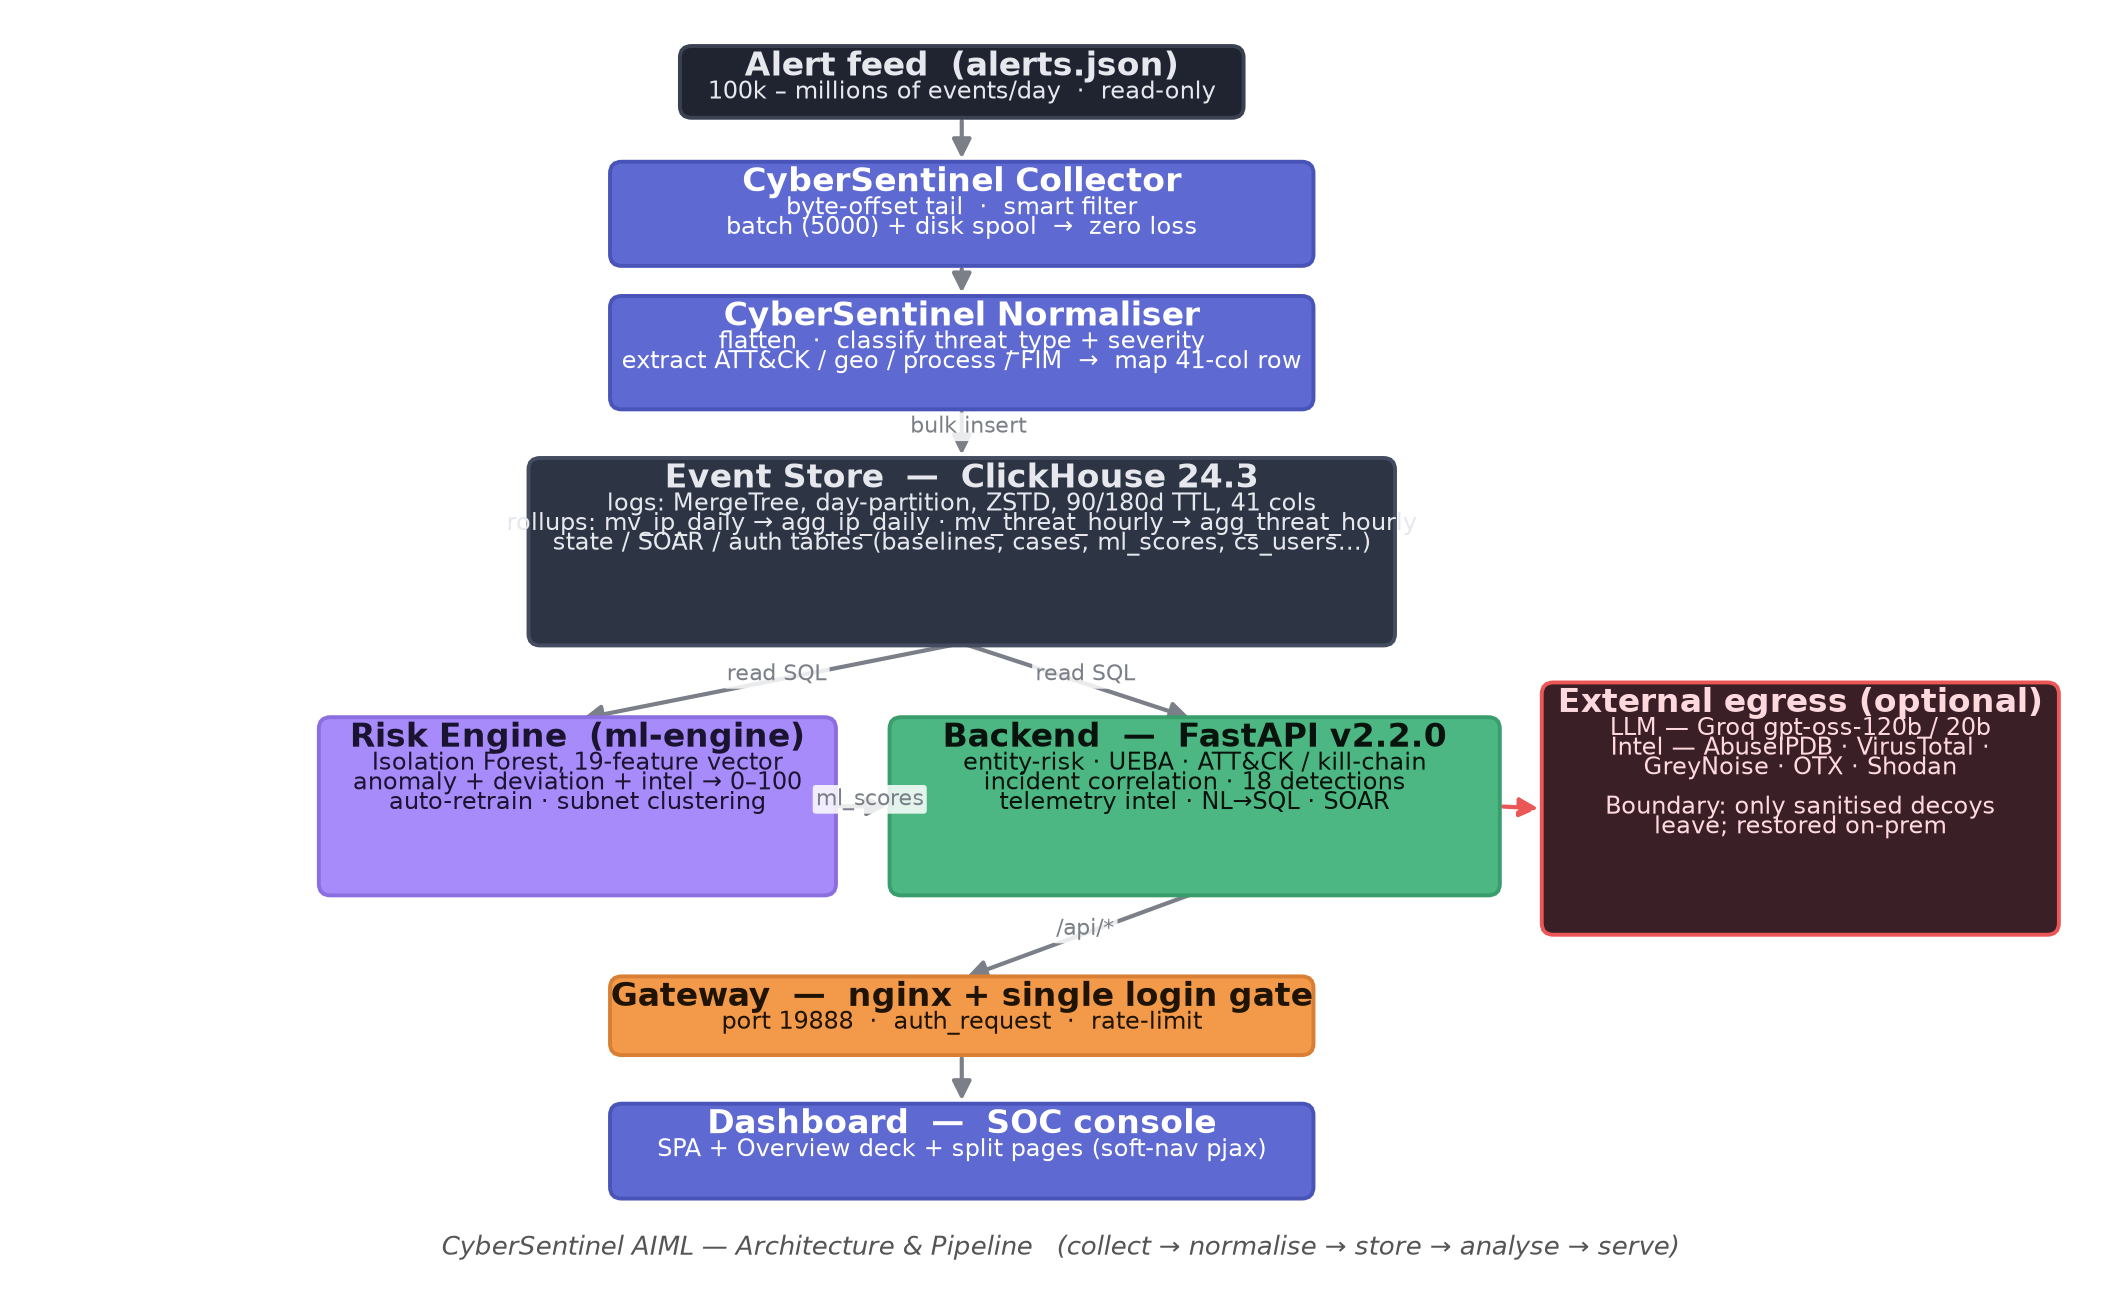 Alert feed (alerts.json)
100k – millions of events/day · read-only
CyberSentinel Collector
byte-offset tail · smart filter
batch (5000) + disk spool → zero loss
CyberSentinel Normaliser
flatten · classify threat_type + severity
extract ATT&CK / geo / process / FIM → map 41-col row
bulk insert
Event Store — ClickHouse 24.3
logs: MergeTree, day-partition, ZSTD, 90/180d TTL, 41 cols
rollups: mv_ip_daily → agg_ip_daily · mv_threat_hourly → agg_threat_hourly
state / SOAR / auth tables (baselines, cases, ml_scores, cs_users…)
read SQL
read SQL
Risk Engine (ml-engine)
Isolation Forest, 19-feature vector
anomaly + deviation + intel → 0–100
auto-retrain · subnet clustering
ml_scores
Backend — FastAPI v2.2.0
entity-risk · UEBA · ATT&CK / kill-chain
incident correlation · 18 detections
telemetry intel · NL→SQL · SOAR
External egress (optional)
LLM — Groq gpt-oss-120b / 20b
Intel — AbuseIPDB · VirusTotal ·
GreyNoise · OTX · Shodan
Boundary: only sanitised decoys
leave; restored on-prem
/api/*
Gateway — nginx + single login gate
port 19888 · auth_request · rate-limit
Dashboard — SOC console
SPA + Overview deck + split pages (soft-nav pjax)
CyberSentinel AIML — Architecture & Pipeline (collect → normalise → store → analyse → serve)